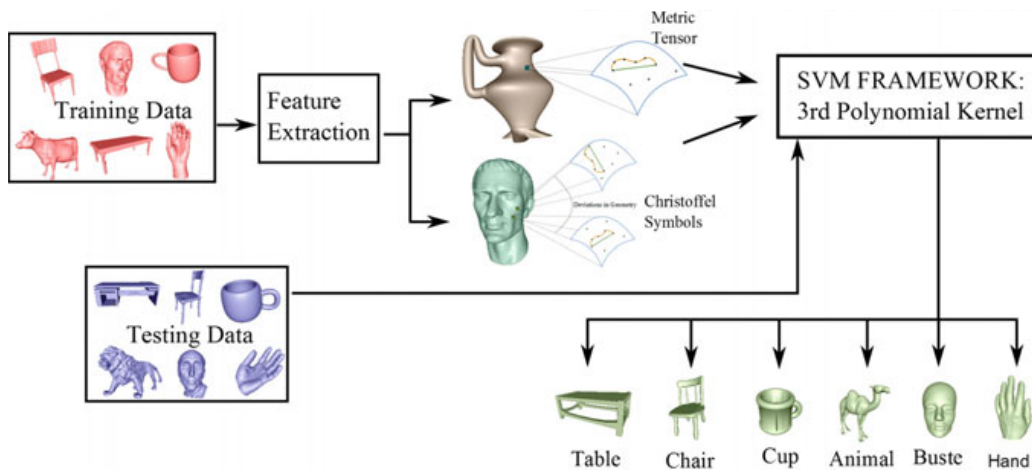 Training Data
Feature
Extraction
Metric
Tensor
Deviations in Geometry
Christoffel
Symbols
SVM FRAMEWORK:
3rd Polynomial Kernel
Testing Data
Table
Chair
Cup
Animal
Buste
Hand